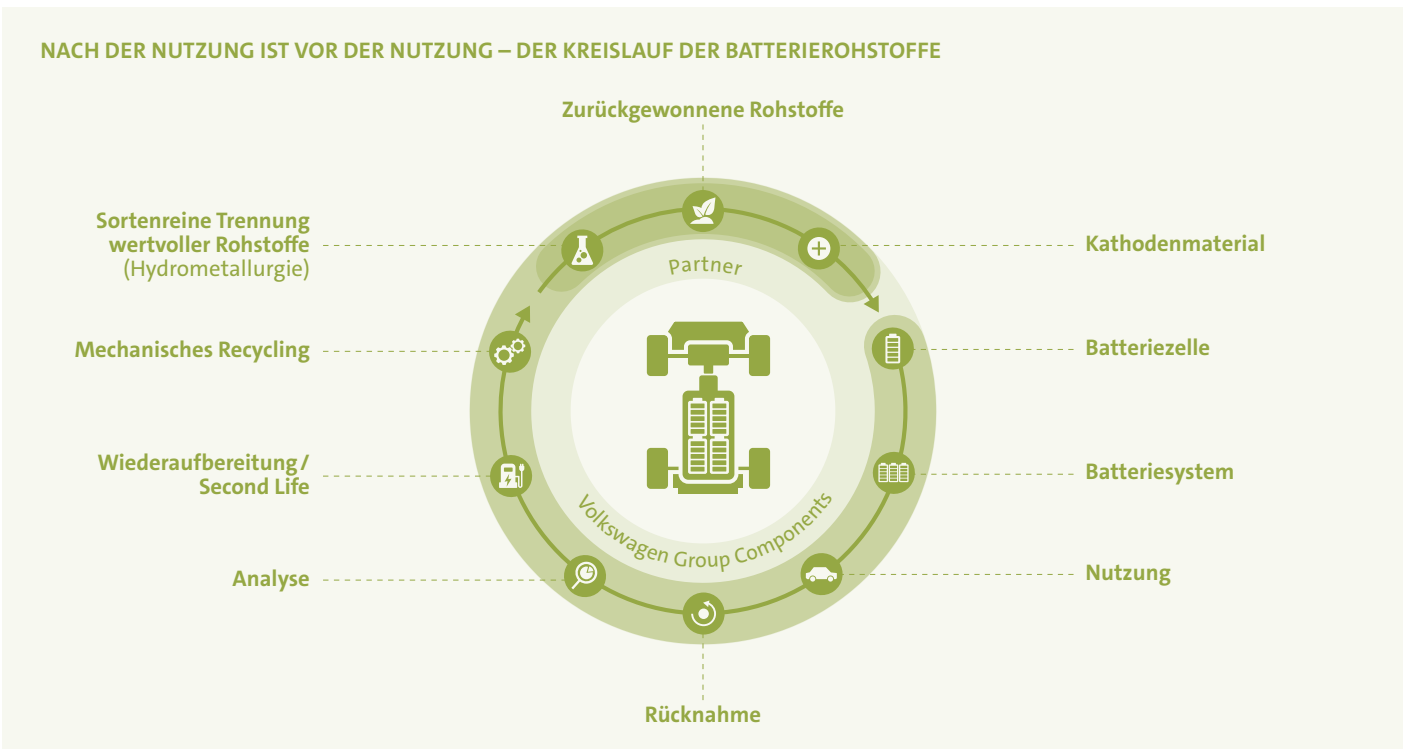 NACH DER NUTZUNG IST VOR DER NUTZUNG – DER KREISLAUF DER BATTERIEROHSTOFFE
Zurückgewonnene Rohstoffe
Sortenreine Trennung
wertvoller Rohstoffe
(Hydrometallurgie)
Kathodenmaterial
Partner
Mechanisches Recycling
Batteriezelle
Wiederaufbereitung /
Second Life
Batteriesystem
Volkswagen Group Components
Analyse
Nutzung
Rücknahme